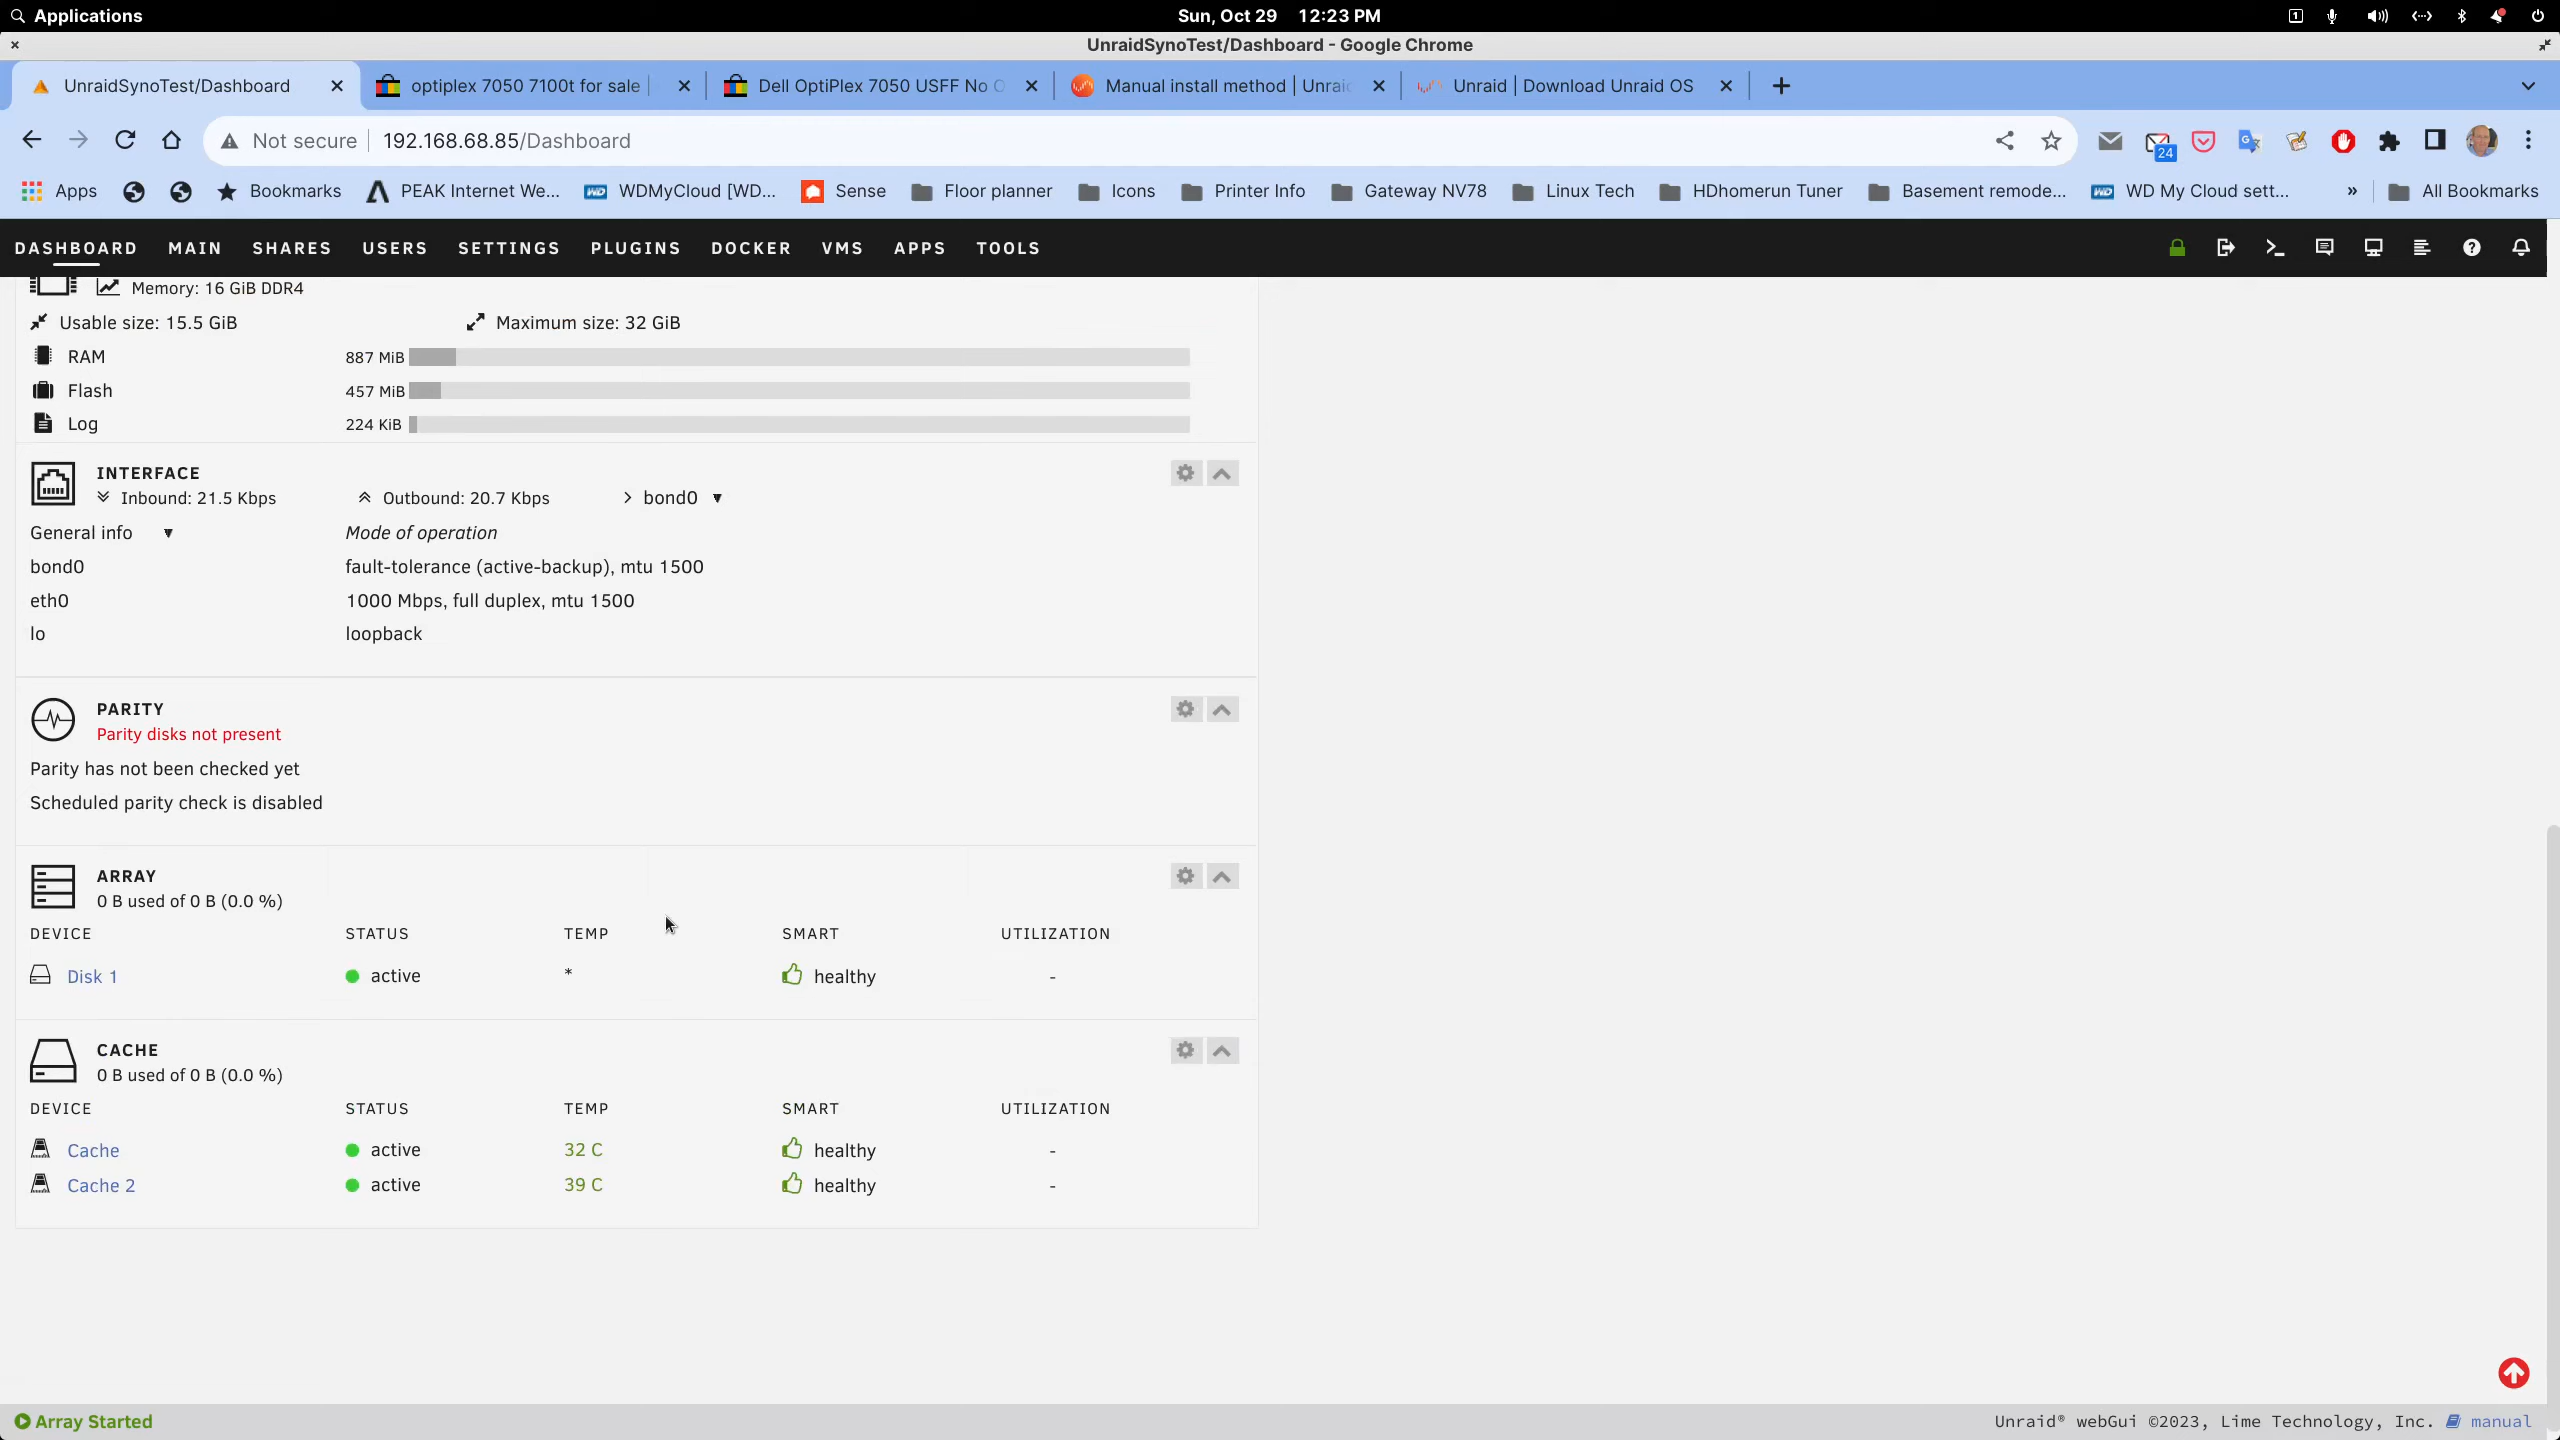 Applications
Sun, Oct 29 12:23 PM
1
UnraidSynoTest/Dashboard - Google Chrome
UnraidSynoTest/Dashboard
optiplex 7050 7100t for sale |
Dell OptiPlex 7050 USFF No O
Manual install method | Unraid
Unraid | Download Unraid OS
Not secure 192.168.68.85/Dashboard
24
Apps Bookmarks PEAK Internet We... WDMyCloud [WD... Sense Floor planner Icons Printer Info Gateway NV78 Linux Tech HDhomerun Tuner Basement remode... WD My Cloud sett... » All Bookmarks
DASHBOARD MAIN SHARES USERS SETTINGS PLUGINS DOCKER VMS APPS TOOLS
Memory: 16 GiB DDR4
Usable size: 15.5 GiB Maximum size: 32 GiB
RAM 887 MiB
Flash 457 MiB
Log 224 KiB
INTERFACE
Inbound: 21.5 Kbps Outbound: 20.7 Kbps bond0
General info Mode of operation
bond0 fault-tolerance (active-backup), mtu 1500
eth0 1000 Mbps, full duplex, mtu 1500
lo loopback
PARITY
Parity disks not present
Parity has not been checked yet
Scheduled parity check is disabled
ARRAY
0 B used of 0 B (0.0 %)
DEVICE STATUS TEMP SMART UTILIZATION
Disk 1 active * healthy -
CACHE
0 B used of 0 B (0.0 %)
DEVICE STATUS TEMP SMART UTILIZATION
Cache active 32 C healthy -
Cache 2 active 39 C healthy -
Array Started
Unraid® webGui ©2023, Lime Technology, Inc. manual